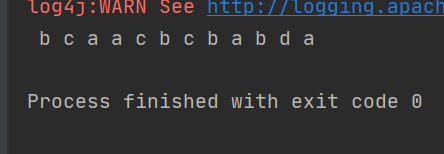 log4j:WARN See http://logging.apach
b c a a c b c b a b d a
Process finished with exit code 0